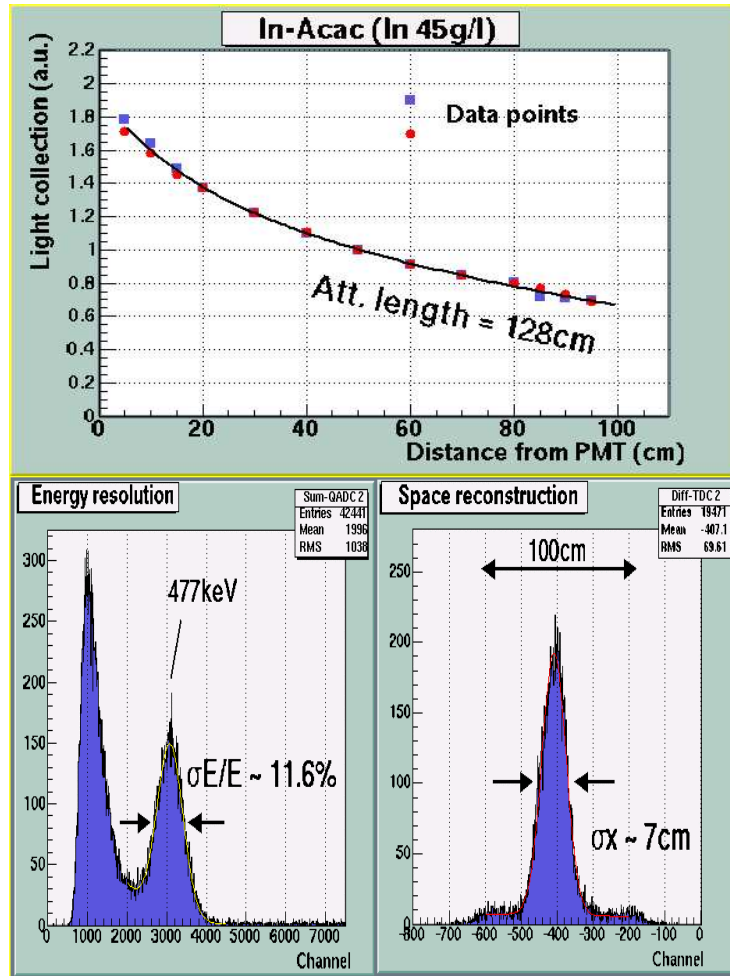 In-Acac (In 45g/l)
Light collection (a.u.)
2.2
2
1.8
1.6
1.4
1.2
1
0.8
0.6
0.4
0.2
0
Data points
Att. length = 128cm
0 20 40 60 80 100
Distance from PMT (cm)
Energy resolution
Sum-QADC 2
Entries 42441
Mean 1996
RMS 1038
300
250
200
150
100
50
0
477keV
σE/E ~ 11.6%
0 1000 2000 3000 4000 5000 6000 7000
Channel
Space reconstruction
Diff-TDC 2
Entries 19471
Mean -407.1
RMS 69.61
100cm
250
200
150
100
50
0
σx ~ 7cm
-800 -700 -600 -500 -400 -300 -200 -100 0
Channel